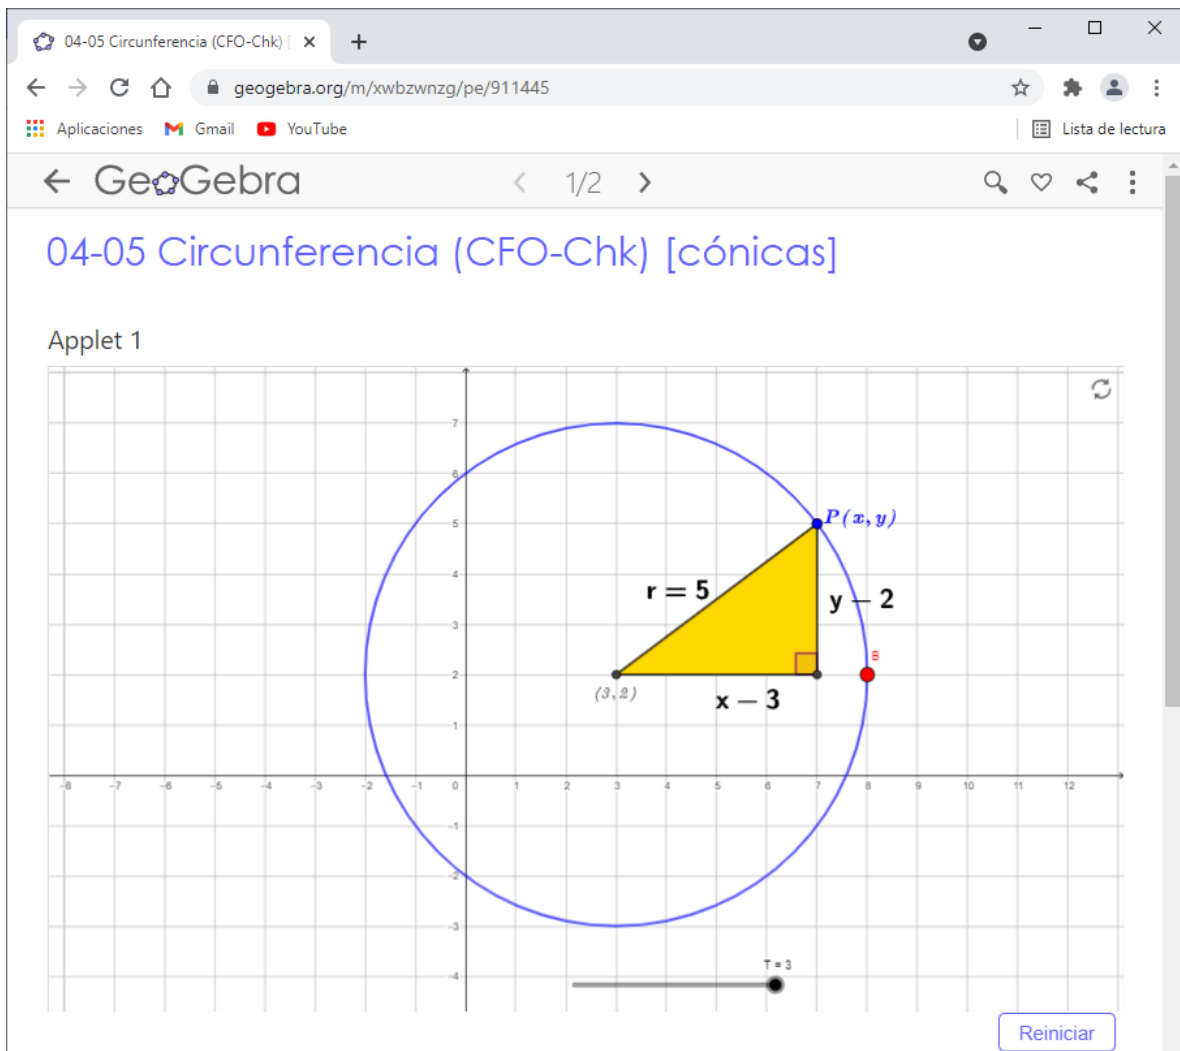 04-05 Circunferencia (CFO-Chk) [
geogebra.org/m/xwbzwnzg/pe/911445
Aplicaciones Gmail YouTube Lista de lectura
GeoGebra 1/2
04-05 Circunferencia (CFO-Chk) [cónicas]
Applet 1
7
6
5 P(x, y)
4 r = 5 y − 2
3 B
2 (3,2)
x − 3
1
−8 −7 −6 −5 −4 −3 −2 −1 0 1 2 3 4 5 6 7 8 9 10 11 12
−1
−2
−3
T = 3
−4
Reiniciar